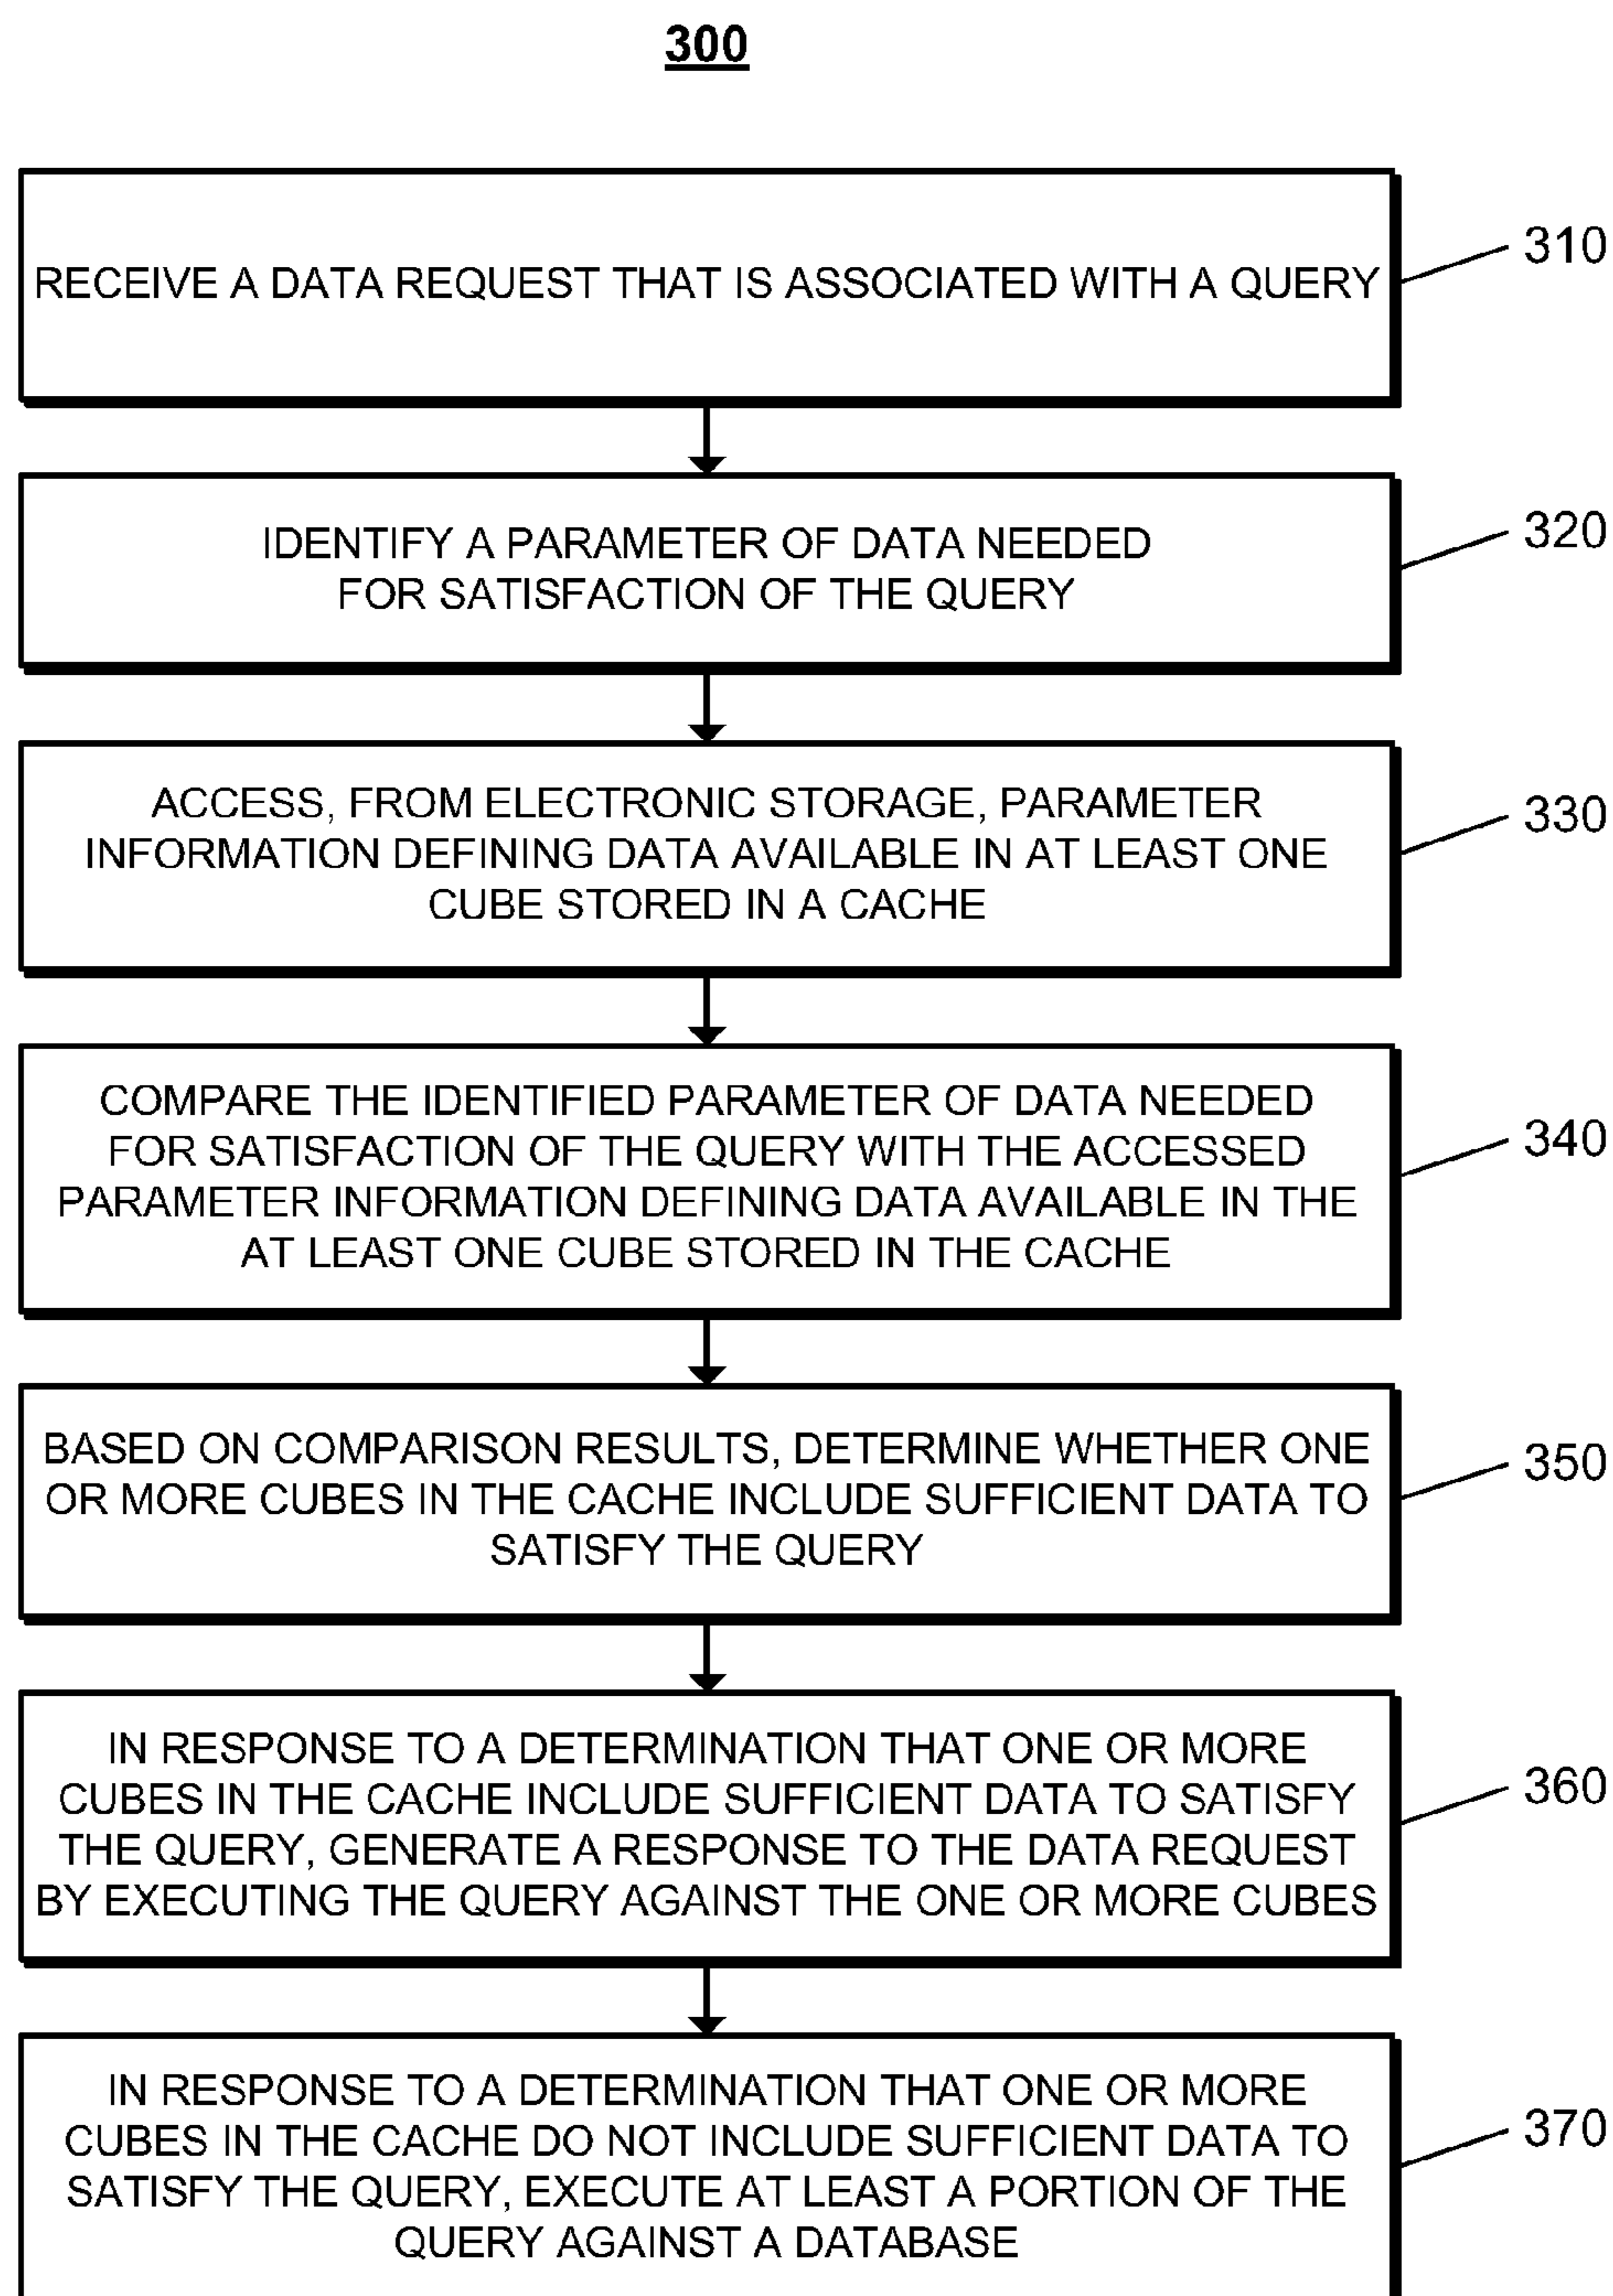 300
RECEIVE A DATA REQUEST THAT IS ASSOCIATED WITH A QUERY
310
IDENTIFY A PARAMETER OF DATA NEEDED
FOR SATISFACTION OF THE QUERY
320
ACCESS, FROM ELECTRONIC STORAGE, PARAMETER
INFORMATION DEFINING DATA AVAILABLE IN AT LEAST ONE
CUBE STORED IN A CACHE
330
COMPARE THE IDENTIFIED PARAMETER OF DATA NEEDED
FOR SATISFACTION OF THE QUERY WITH THE ACCESSED
PARAMETER INFORMATION DEFINING DATA AVAILABLE IN THE
AT LEAST ONE CUBE STORED IN THE CACHE
340
BASED ON COMPARISON RESULTS, DETERMINE WHETHER ONE
OR MORE CUBES IN THE CACHE INCLUDE SUFFICIENT DATA TO
SATISFY THE QUERY
350
IN RESPONSE TO A DETERMINATION THAT ONE OR MORE
CUBES IN THE CACHE INCLUDE SUFFICIENT DATA TO SATISFY
THE QUERY, GENERATE A RESPONSE TO THE DATA REQUEST
BY EXECUTING THE QUERY AGAINST THE ONE OR MORE CUBES
360
IN RESPONSE TO A DETERMINATION THAT ONE OR MORE
CUBES IN THE CACHE DO NOT INCLUDE SUFFICIENT DATA TO
SATISFY THE QUERY, EXECUTE AT LEAST A PORTION OF THE
QUERY AGAINST A DATABASE
370